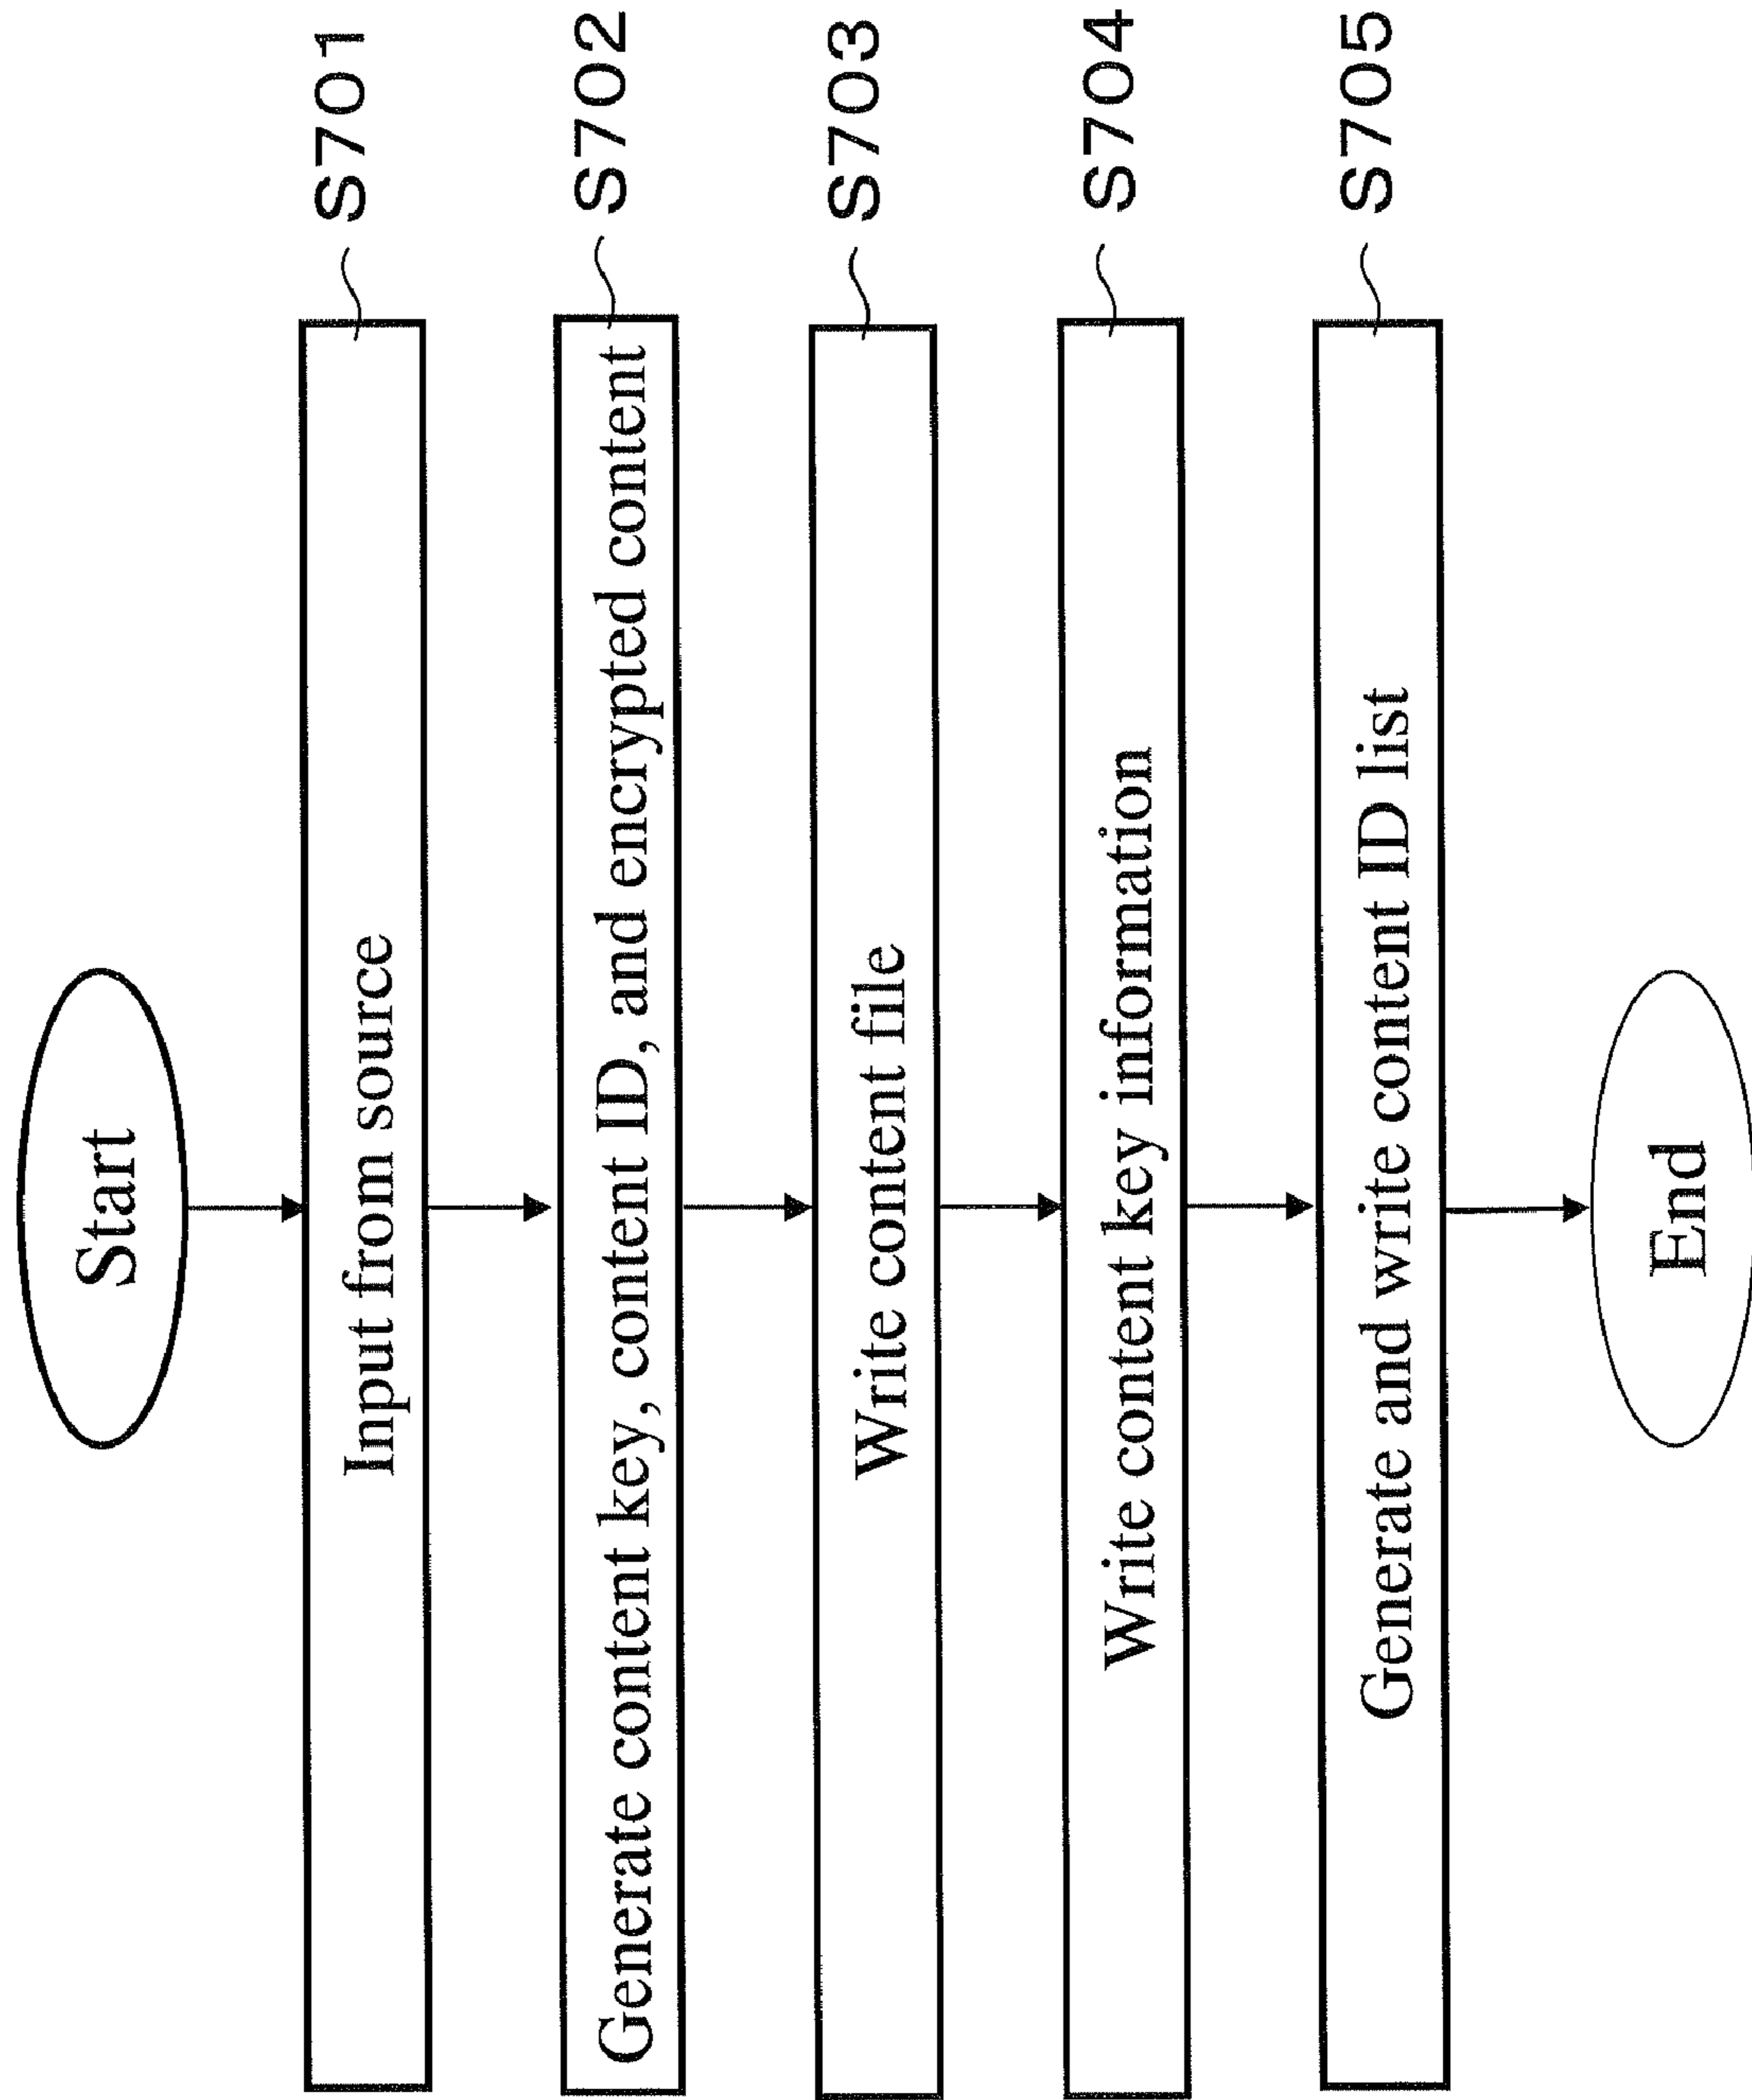 Start
Input from source
S701
Generate content key, content ID, and encrypted content
S702
Write content file
S703
Write content key information
S704
Generate and write content ID list
S705
End